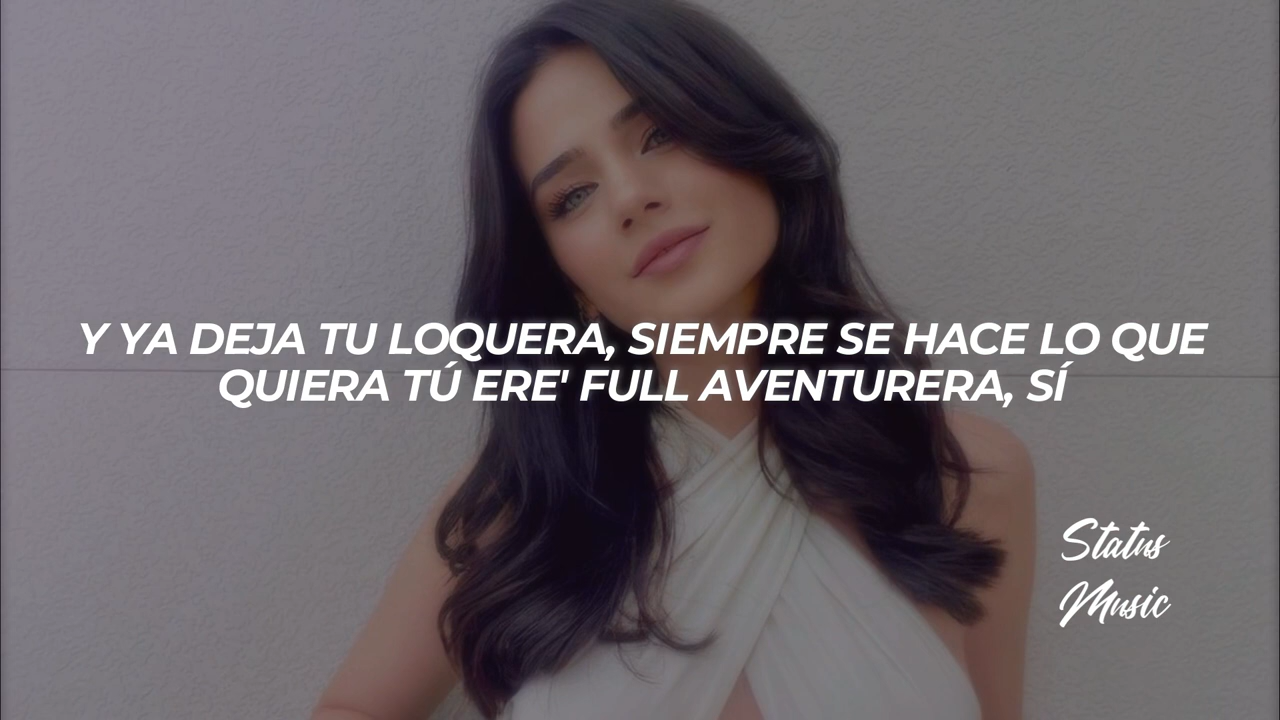 Y YA DEJA TU LOQUERA, SIEMPRE SE HACE LO QUE
QUIERA TÚ ERE' FULL AVENTURERA, SÍ
Status
Music